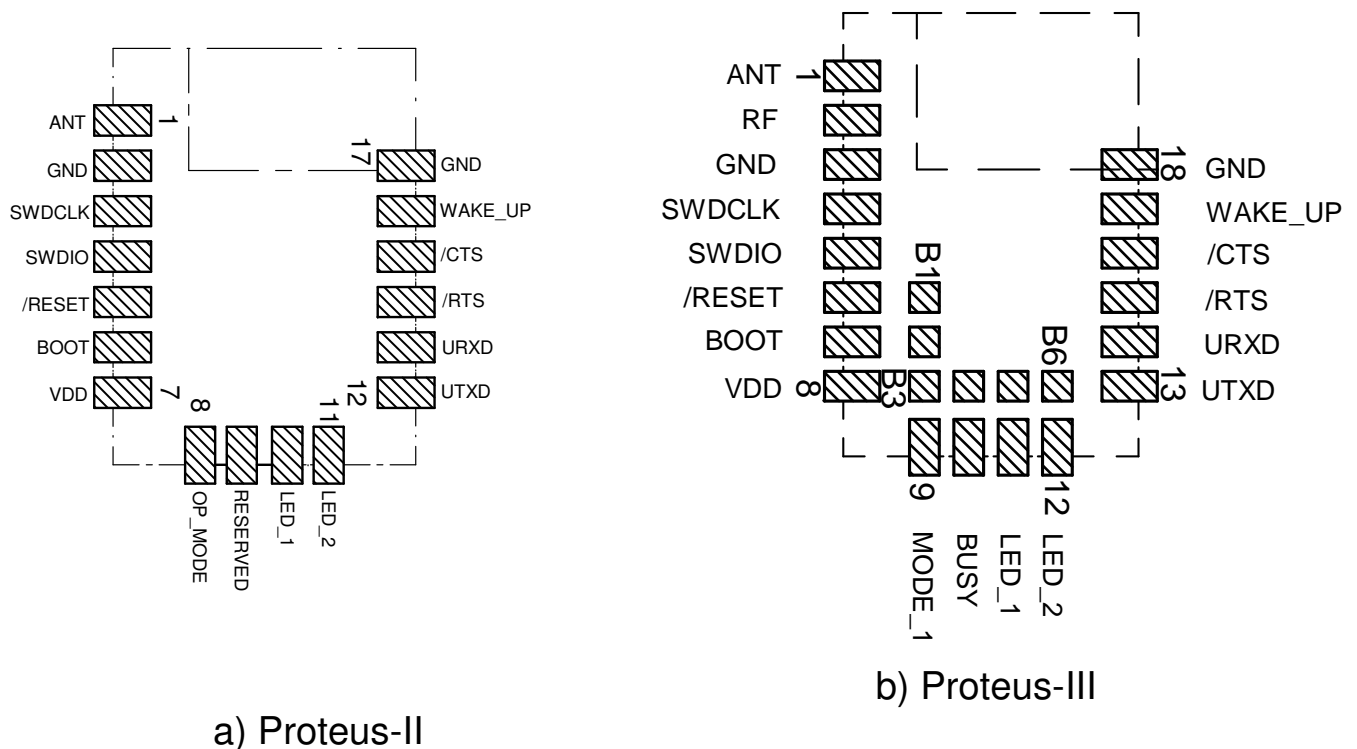 ANT 1
GND
SWDCLK
SWDIO
/RESET
BOOT
VDD 7
17 GND
WAKE_UP
/CTS
/RTS
URXD
12 UTXD
8 11
OP_MODE
RESERVED
LED_1
LED_2
a) Proteus-II
ANT 1
RF
GND
SWDCLK
SWDIO
/RESET
BOOT
VDD 8
B1
B3
B6
18 GND
WAKE_UP
/CTS
/RTS
URXD
13 UTXD
9 12
MODE_1
BUSY
LED_1
LED_2
b) Proteus-III